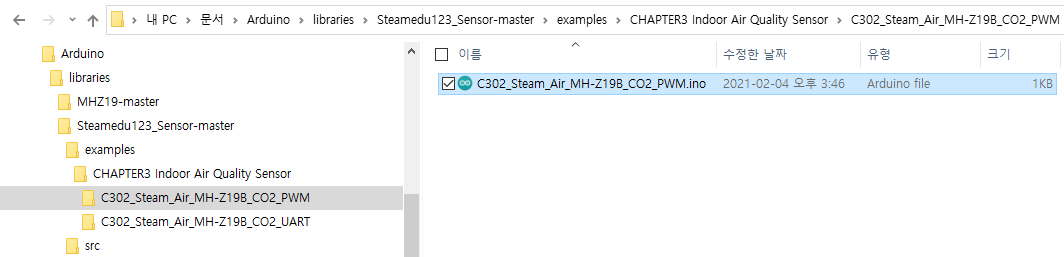 내 PC > 문서 > Arduino > libraries > Steamedu123_Sensor-master > examples > CHAPTER3 Indoor Air Quality Sensor > C302_Steam_Air_MH-Z19B_CO2_PWM
Arduino
libraries
MHZ19-master
Steamedu123_Sensor-master
examples
CHAPTER3 Indoor Air Quality Sensor
C302_Steam_Air_MH-Z19B_CO2_PWM
C302_Steam_Air_MH-Z19B_CO2_UART
src
이름 수정한 날짜 유형 크기
C302_Steam_Air_MH-Z19B_CO2_PWM.ino 2021-02-04 오후 3:46 Arduino file 1KB